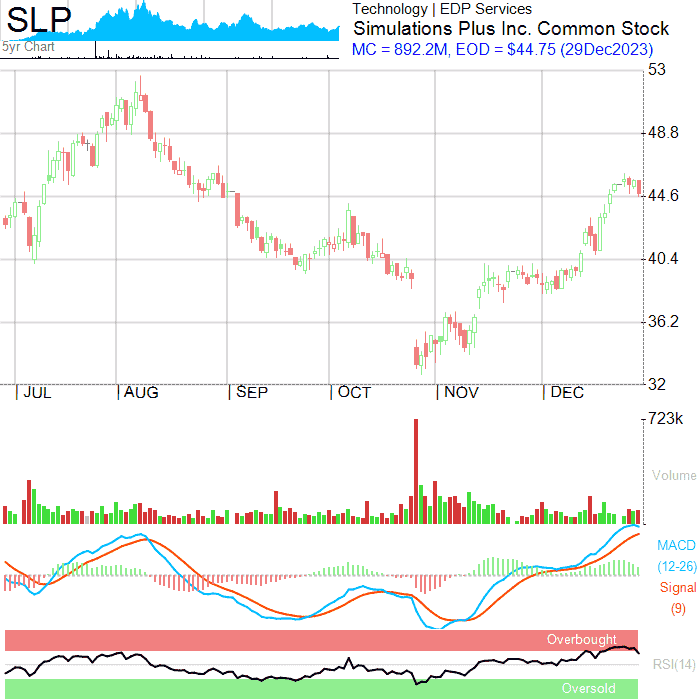 SLP
5yr Chart
Technology | EDP Services
Simulations Plus Inc. Common Stock
MC = 892.2M, EOD = $44.75 (29Dec2023)
53
48.8
44.6
40.4
36.2
32
JUL AUG SEP OCT NOV DEC
723k
Volume
MACD
(12-26)
Signal
(9)
Overbought
RSI(14)
Oversold